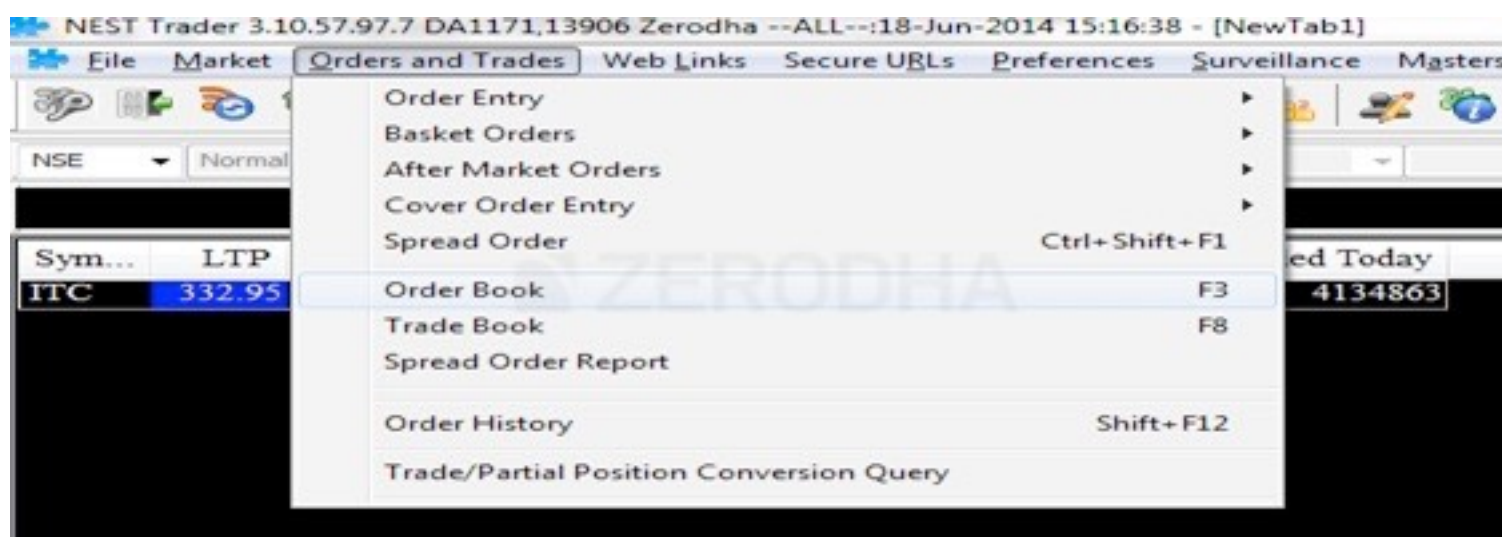 NEST Trader 3.10.57.97.7 DA1171,13906 Zerodha --ALL--:18-Jun-2014 15:16:38 - [NewTab1]
File Market Orders and Trades Web Links Secure URLs Preferences Surveillance Masters
Order Entry
Basket Orders
NSE Normal
After Market Orders
Cover Order Entry
Spread Order Ctrl+Shift+F1
Sym... LTP ed Today
ZERODHA
ITC 332.95 Order Book F3 4134863
Trade Book F8
Spread Order Report
Order History Shift+F12
Trade/Partial Position Conversion Query